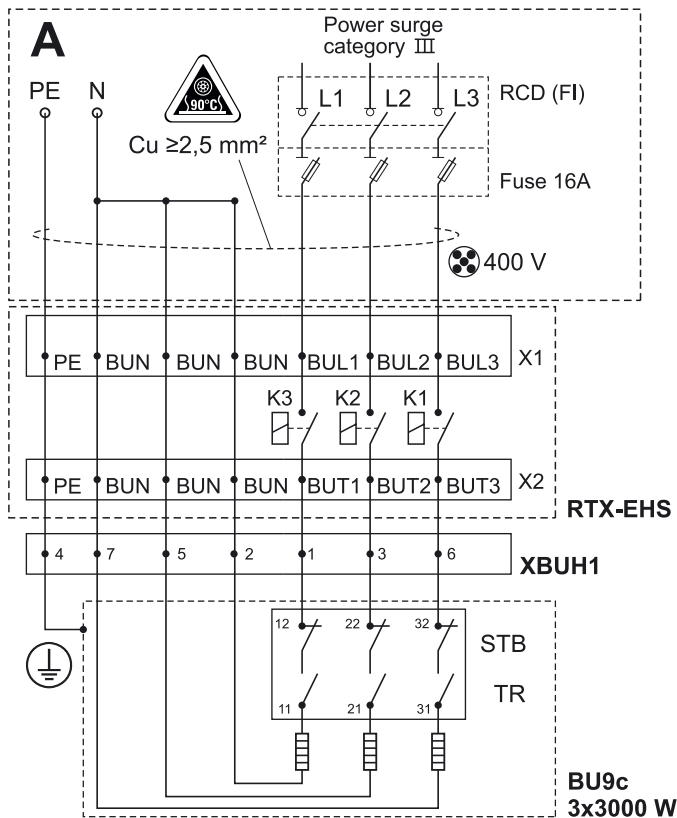 A
Power surge
category III
PE N
90°C
L1 L2 L3
RCD (FI)
Cu ≥2,5 mm²
Fuse 16A
400 V
PE BUN BUN BUN BUL1 BUL2 BUL3 X1
K3 K2 K1
PE BUN BUN BUN BUT1 BUT2 BUT3 X2
RTX-EHS
4 7 5 2 1 3 6
XBUH1
12 22 32
STB
TR
11 21 31
BU9c
3x3000 W